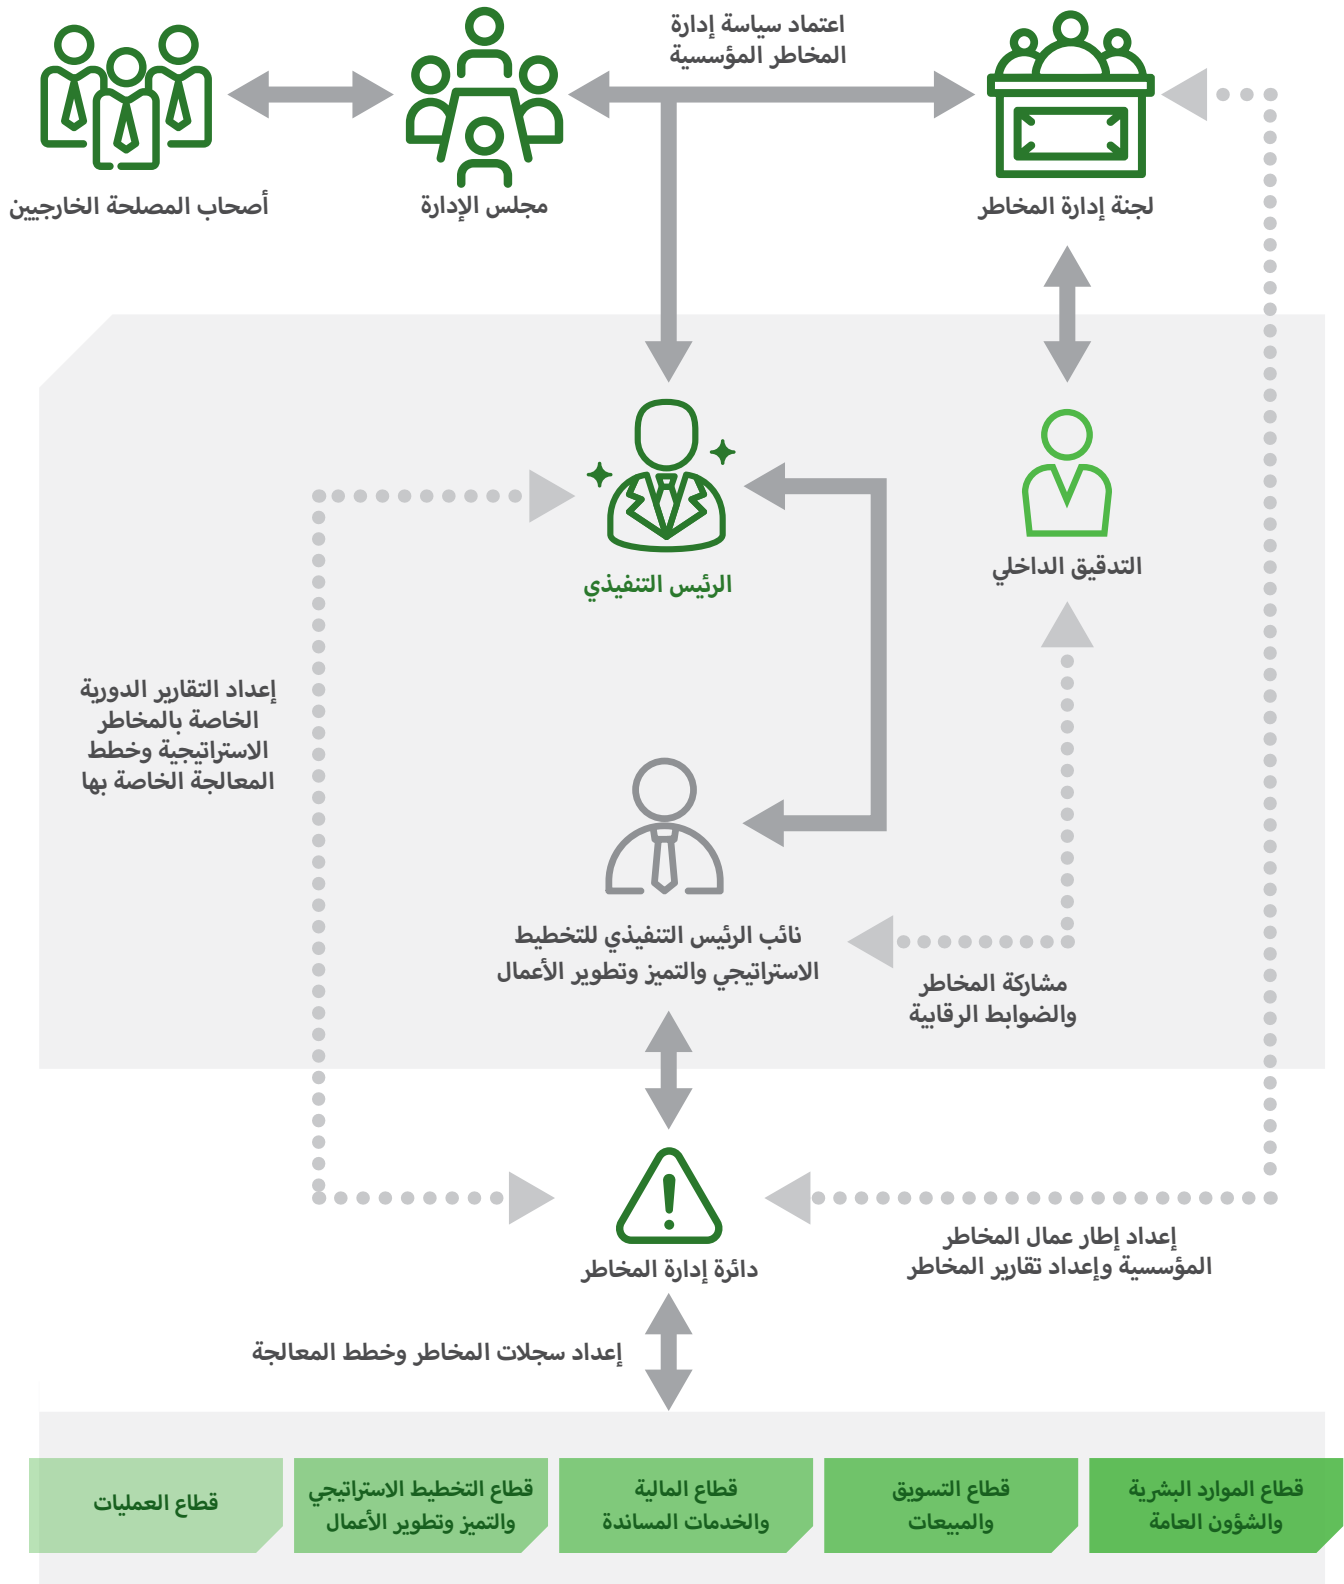 اعتماد سياسة إدارة
المخاطر المؤسسية
لجنة إدارة المخاطر
مجلس الإدارة
أصحاب المصلحة الخارجيين
الرئيس التنفيذي
التدقيق الداخلي
إعداد التقارير الدورية
الخاصة بالمخاطر
الاستراتيجية وخطط
المعالجة الخاصة بها
نائب الرئيس التنفيذي للتخطيط
الاستراتيجي والتميز وتطوير الأعمال
مشاركة المخاطر
والضوابط الرقابية
إعداد إطار عمال المخاطر
المؤسسية وإعداد تقارير المخاطر
دائرة إدارة المخاطر
إعداد سجلات المخاطر وخطط المعالجة
قطاع الموارد البشرية
والشؤون العامة
قطاع التسويق
والمبيعات
قطاع المالية
والخدمات المساندة
قطاع التخطيط الاستراتيجي
والتميز وتطوير الأعمال
قطاع العمليات